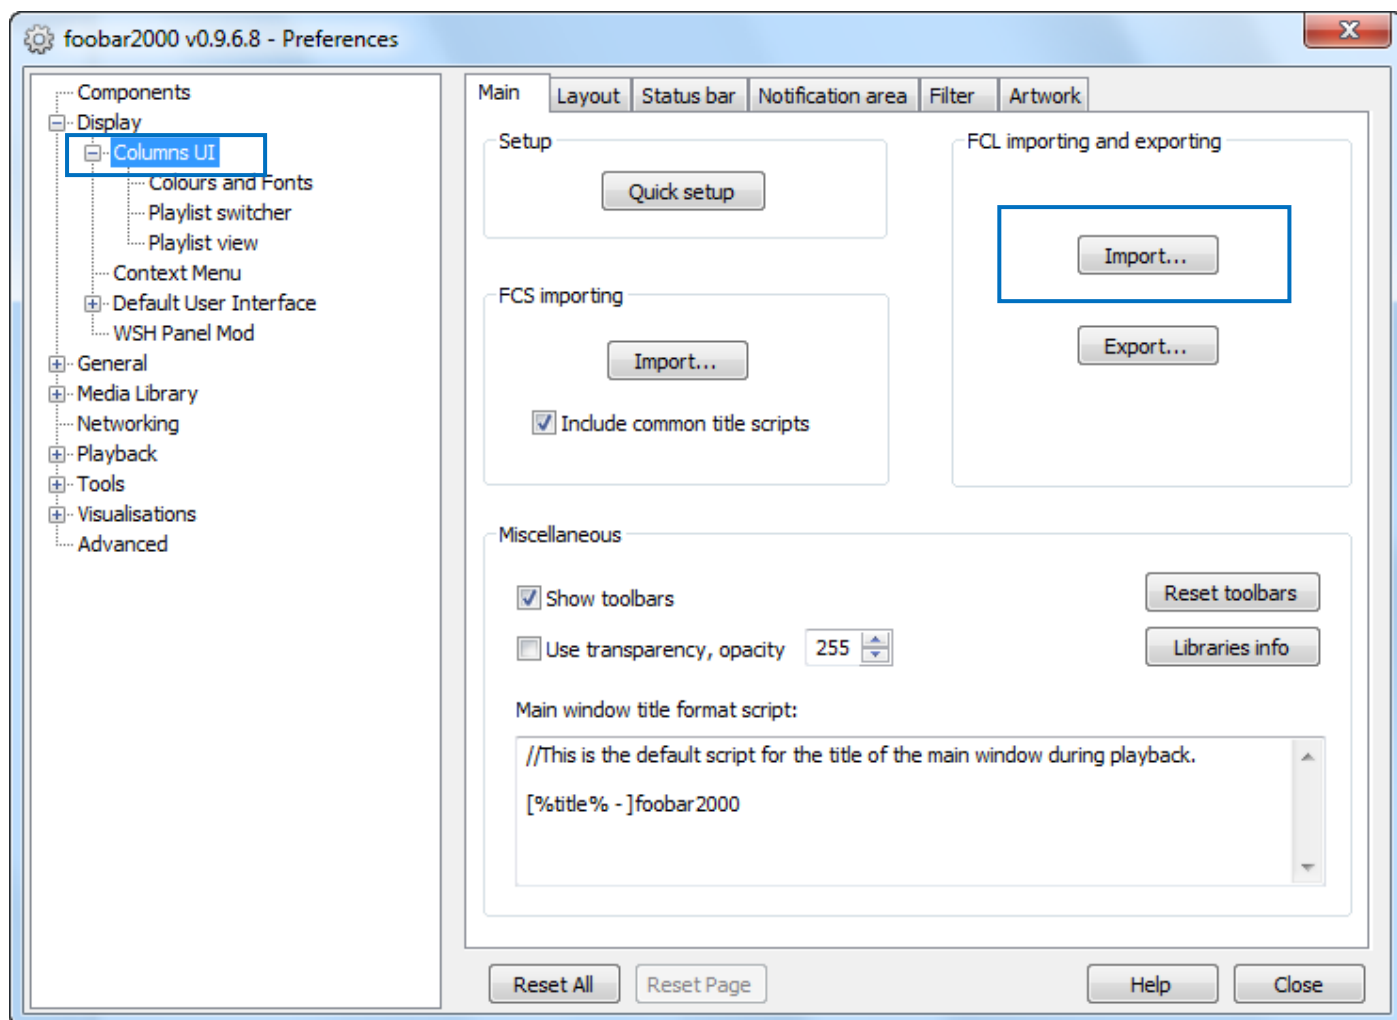 foobar2000 v0.9.6.8 - Preferences
Components
Display
Columns UI
Colours and Fonts
Playlist switcher
Playlist view
Context Menu
Default User Interface
WSH Panel Mod
General
Media Library
Networking
Playback
Tools
Visualisations
Advanced
Main Layout Status bar Notification area Filter Artwork
Setup
Quick setup
FCS importing
Import...
Include common title scripts
FCL importing and exporting
Import...
Export...
Miscellaneous
Show toolbars
Reset toolbars
Use transparency, opacity 255
Libraries info
Main window title format script:
//This is the default script for the title of the main window during playback.
[%title% - ]foobar2000
Reset All Reset Page Help Close